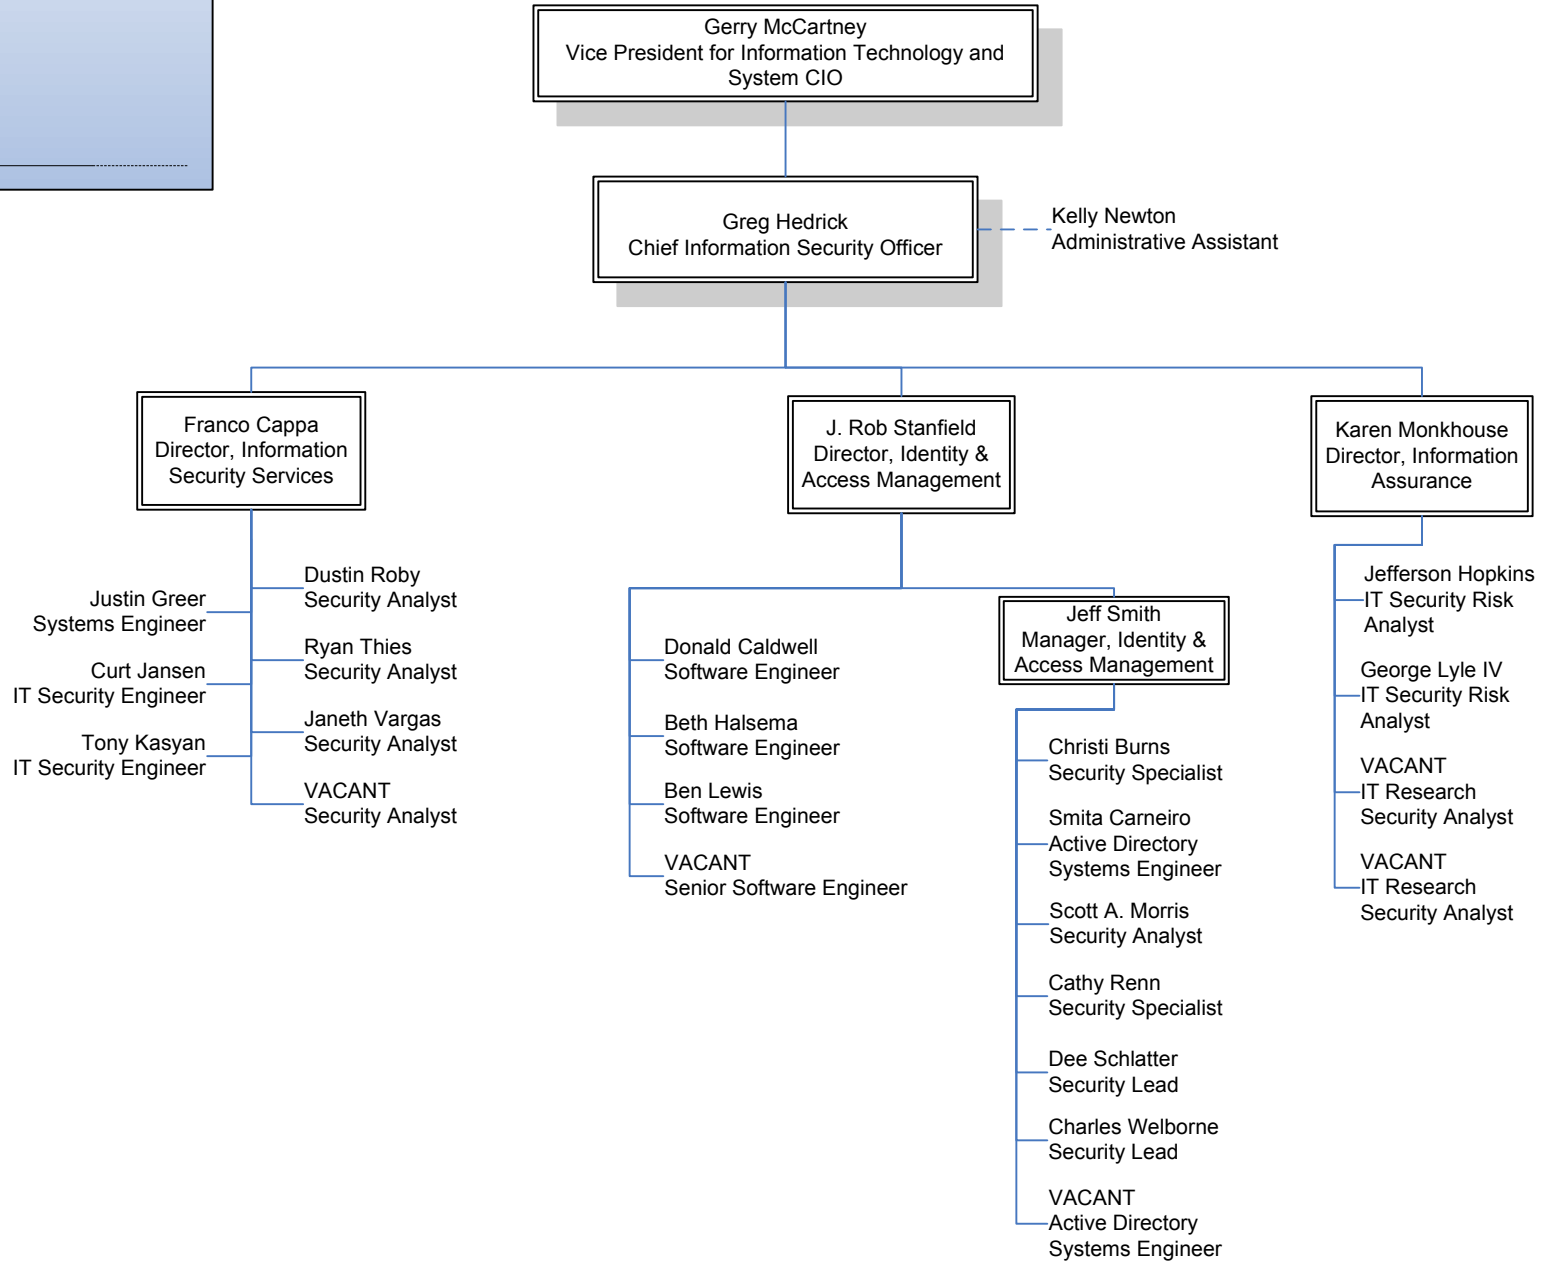 Gerry McCartney
Vice President for Information Technology and
System CIO
Greg Hedrick
Chief Information Security Officer
Kelly Newton
Administrative Assistant
Franco Cappa
Director, Information
Security Services
Justin Greer
Systems Engineer
Curt Jansen
IT Security Engineer
Tony Kasyan
IT Security Engineer
Dustin Roby
Security Analyst
Ryan Thies
Security Analyst
Janeth Vargas
Security Analyst
VACANT
Security Analyst
J. Rob Stanfield
Director, Identity &
Access Management
Donald Caldwell
Software Engineer
Beth Halsema
Software Engineer
Ben Lewis
Software Engineer
VACANT
Senior Software Engineer
Jeff Smith
Manager, Identity &
Access Management
Christi Burns
Security Specialist
Smita Carneiro
Active Directory
Systems Engineer
Scott A. Morris
Security Analyst
Cathy Renn
Security Specialist
Dee Schlatter
Security Lead
Charles Welborne
Security Lead
VACANT
Active Directory
Systems Engineer
Karen Monkhouse
Director, Information
Assurance
Jefferson Hopkins
IT Security Risk
Analyst
George Lyle IV
IT Security Risk
Analyst
VACANT
IT Research
Security Analyst
VACANT
IT Research
Security Analyst